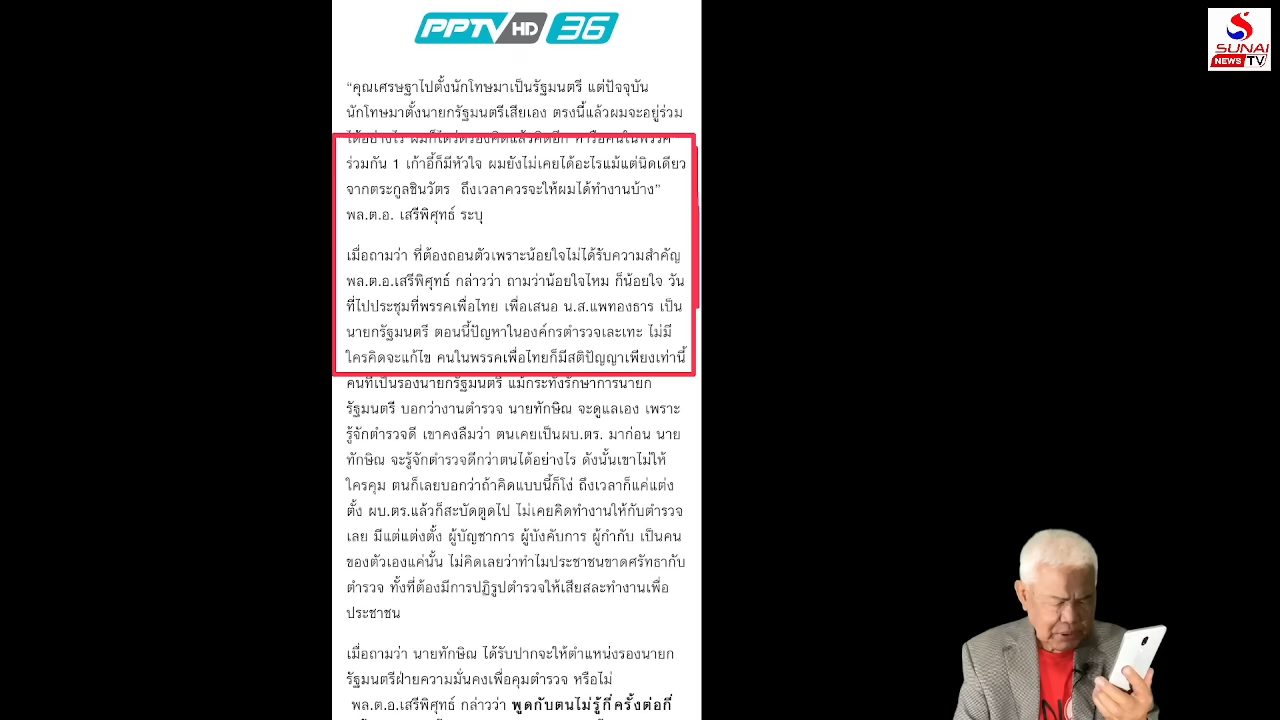 PPTV HD 36
SUNAI
NEWS TV
“คุณเศรษฐาไปตั้งนักโทษมาเป็นรัฐมนตรี แต่ปัจจุบัน
นักโทษมาตั้งนายกรัฐมนตรีเสียเอง ตรงนี้แล้วผมจะอยู่ร่วม
ได้อย่างไร ผมก็ไตร่ตรองคิดแล้วคิดอีก หารือคนในพรรค
ร่วมกัน 1 เก้าอี้ก็มีหัวใจ ผมยังไม่เคยได้อะไรแม้แต่นิดเดียว
จากตระกูลชินวัตร ถึงเวลาควรจะให้ผมได้ทำงานบ้าง”
พล.ต.อ. เสรีพิศุทธ์ ระบุ
เมื่อถามว่า ที่ต้องถอนตัวเพราะน้อยใจไม่ได้รับความสำคัญ
พล.ต.อ.เสรีพิศุทธ์ กล่าวว่า ถามว่าน้อยใจไหม ก็น้อยใจ วัน
ที่ไปประชุมที่พรรคเพื่อไทย เพื่อเสนอ น.ส.แพทองธาร เป็น
นายกรัฐมนตรี ตอนนี้ปัญหาในองค์กรตำรวจเละเทะ ไม่มี
ใครคิดจะแก้ไข คนในพรรคเพื่อไทยก็มีสติปัญญาเพียงเท่านี้
คนที่เป็นรองนายกรัฐมนตรี แม้กระทั่งรักษาการนายก
รัฐมนตรี บอกว่างานตำรวจ นายทักษิณ จะดูแลเอง เพราะ
รู้จักตำรวจดี เขาคงลืมว่า ตนเคยเป็นผบ.ตร. มาก่อน นาย
ทักษิณ จะรู้จักตำรวจดีกว่าตนได้อย่างไร ดังนั้นเขาไม่ให้
ใครคุม ตนก็เลยบอกว่าถ้าคิดแบบนี้ก็โง่ ถึงเวลาก็แค่แต่ง
ตั้ง ผบ.ตร.แล้วก็สะบัดตูดไป ไม่เคยคิดทำงานให้กับตำรวจ
เลย มีแต่แต่งตั้ง ผู้บัญชาการ ผู้บังคับการ ผู้กำกับ เป็นคน
ของตัวเองแค่นั้น ไม่คิดเลยว่าทำไมประชาชนขาดศรัทธากับ
ตำรวจ ทั้งที่ต้องมีการปฏิรูปตำรวจให้เสียสละทำงานเพื่อ
ประชาชน
เมื่อถามว่า นายทักษิณ ได้รับปากจะให้ตำแหน่งรองนายก
รัฐมนตรีฝ่ายความมั่นคงเพื่อคุมตำรวจ หรือไม่
พล.ต.อ.เสรีพิศุทธ์ กล่าวว่า พูดกับตนไม่รู้กี่ครั้งต่อกี่